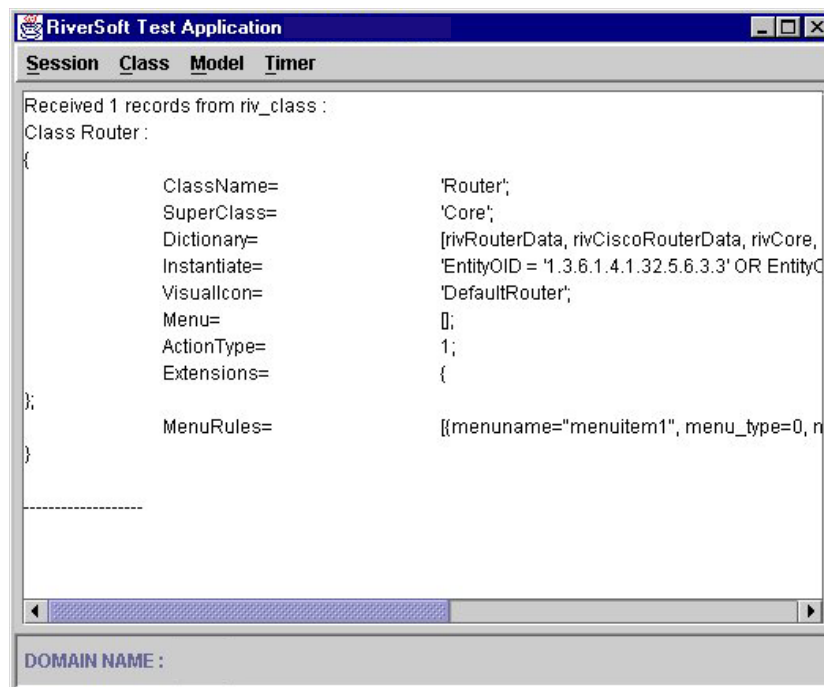 RiverSoft Test Application
Session Class Model Timer
Received 1 records from riv_class :
Class Router :
{
ClassName= 'Router';
SuperClass= 'Core';
Dictionary= [rivRouterData, rivCiscoRouterData, rivCore,
Instantiate= 'EntityOID = '1.3.6.1.4.1.32.5.6.3.3' OR EntityO
VisualIcon= 'DefaultRouter';
Menu= [];
ActionType= 1;
Extensions= {
};
MenuRules= [{menuname="menuitem1", menu_type=0, n
}
-------------------
DOMAIN NAME :